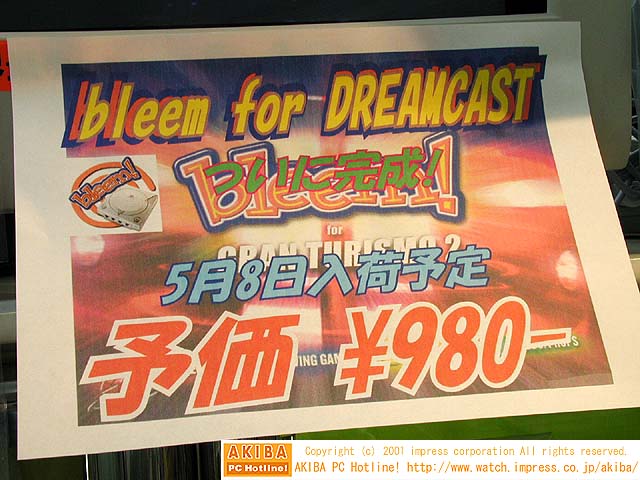 bleem for DREAMCAST
bleem!
ついに完成!
bleem!
for
GRAN TURISMO 2
5月8日入荷予定
予価 ¥980-
AKIBA
PC Hotline!
Copyright (c) 2001 impress corporation All rights reserved.
AKIBA PC Hotline! http://www.watch.impress.co.jp/akiba/